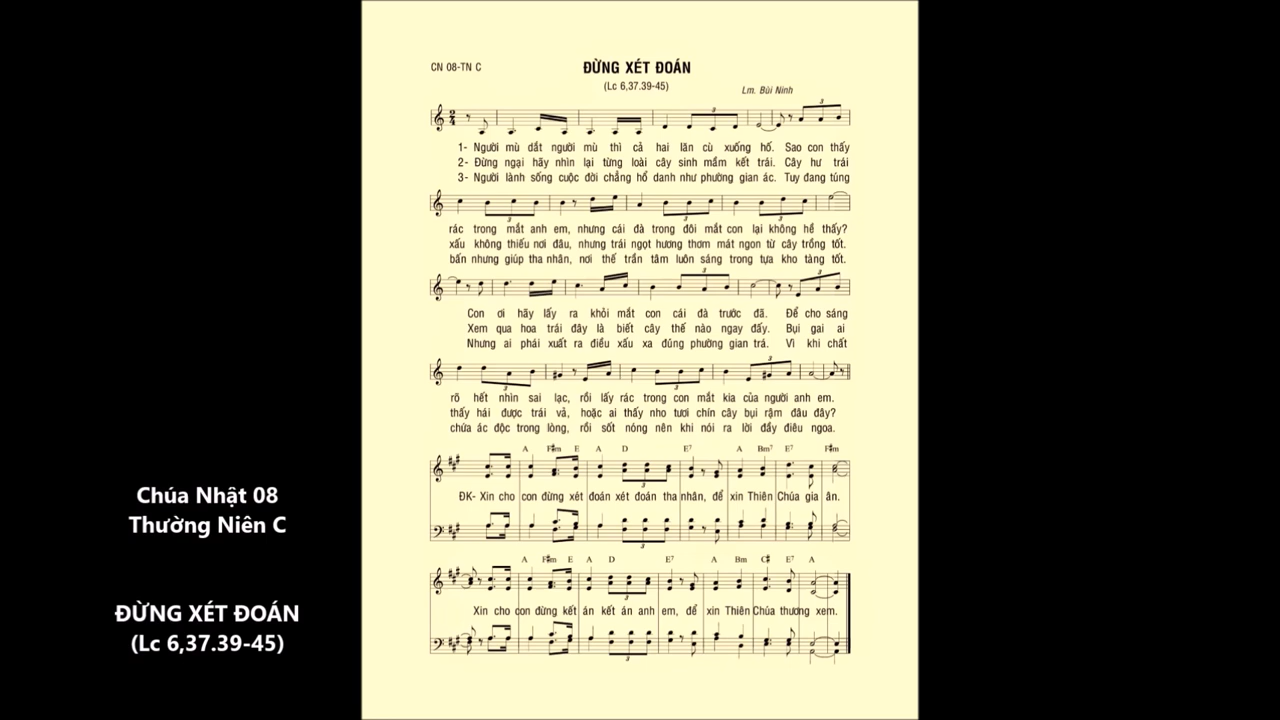 CN 08-TN C
ĐỪNG XÉT ĐOÁN
(Lc 6,37.39-45)
Lm. Bùi Ninh
1- Người mù dắt người mù thì cả hai lăn cù xuống hố. Sao con thấy
2- Đừng ngại hãy nhìn lại từng loài cây sinh mầm kết trái. Cây hư trái
3- Người lành sống cuộc đời chẳng hổ danh như phường gian ác. Tuy đang túng
rác trong mắt anh em, nhưng cái đà trong đôi mắt con lại không hề thấy?
xấu không thiếu nơi đâu, nhưng trái ngọt hương thơm mát ngon từ cây trồng tốt.
bấn nhưng giúp tha nhân, nơi thế trần tâm luôn sáng trong tựa kho tàng tốt.
Con ơi hãy lấy ra khỏi mắt con cái đà trước đã. Để cho sáng
Xem qua hoa trái đây là biết cây thế nào ngay đấy. Bụi gai ai
Nhưng ai phải xuất ra điều xấu xa đúng phường gian trá. Vì khi chất
rõ hết nhìn sai lạc, rồi lấy rác trong con mắt kia của người anh em.
thấy hái được trái vả, hoặc ai thấy nho tươi chín cây bụi rậm đâu đây?
chứa ác độc trong lòng, rồi sốt nóng nên khi nói ra lời đầy điêu ngoa.
A F#m E A D E7 A Bm7 E7 F#m
ĐK- Xin cho con đừng xét đoán xét đoán tha nhân, để xin Thiên Chúa gia ân.
A F#m E A D E7 A Bm C# E7 A
Xin cho con đừng kết án kết án anh em, để xin Thiên Chúa thương xem.
Chúa Nhật 08
Thường Niên C
ĐỪNG XÉT ĐOÁN
(Lc 6,37.39-45)